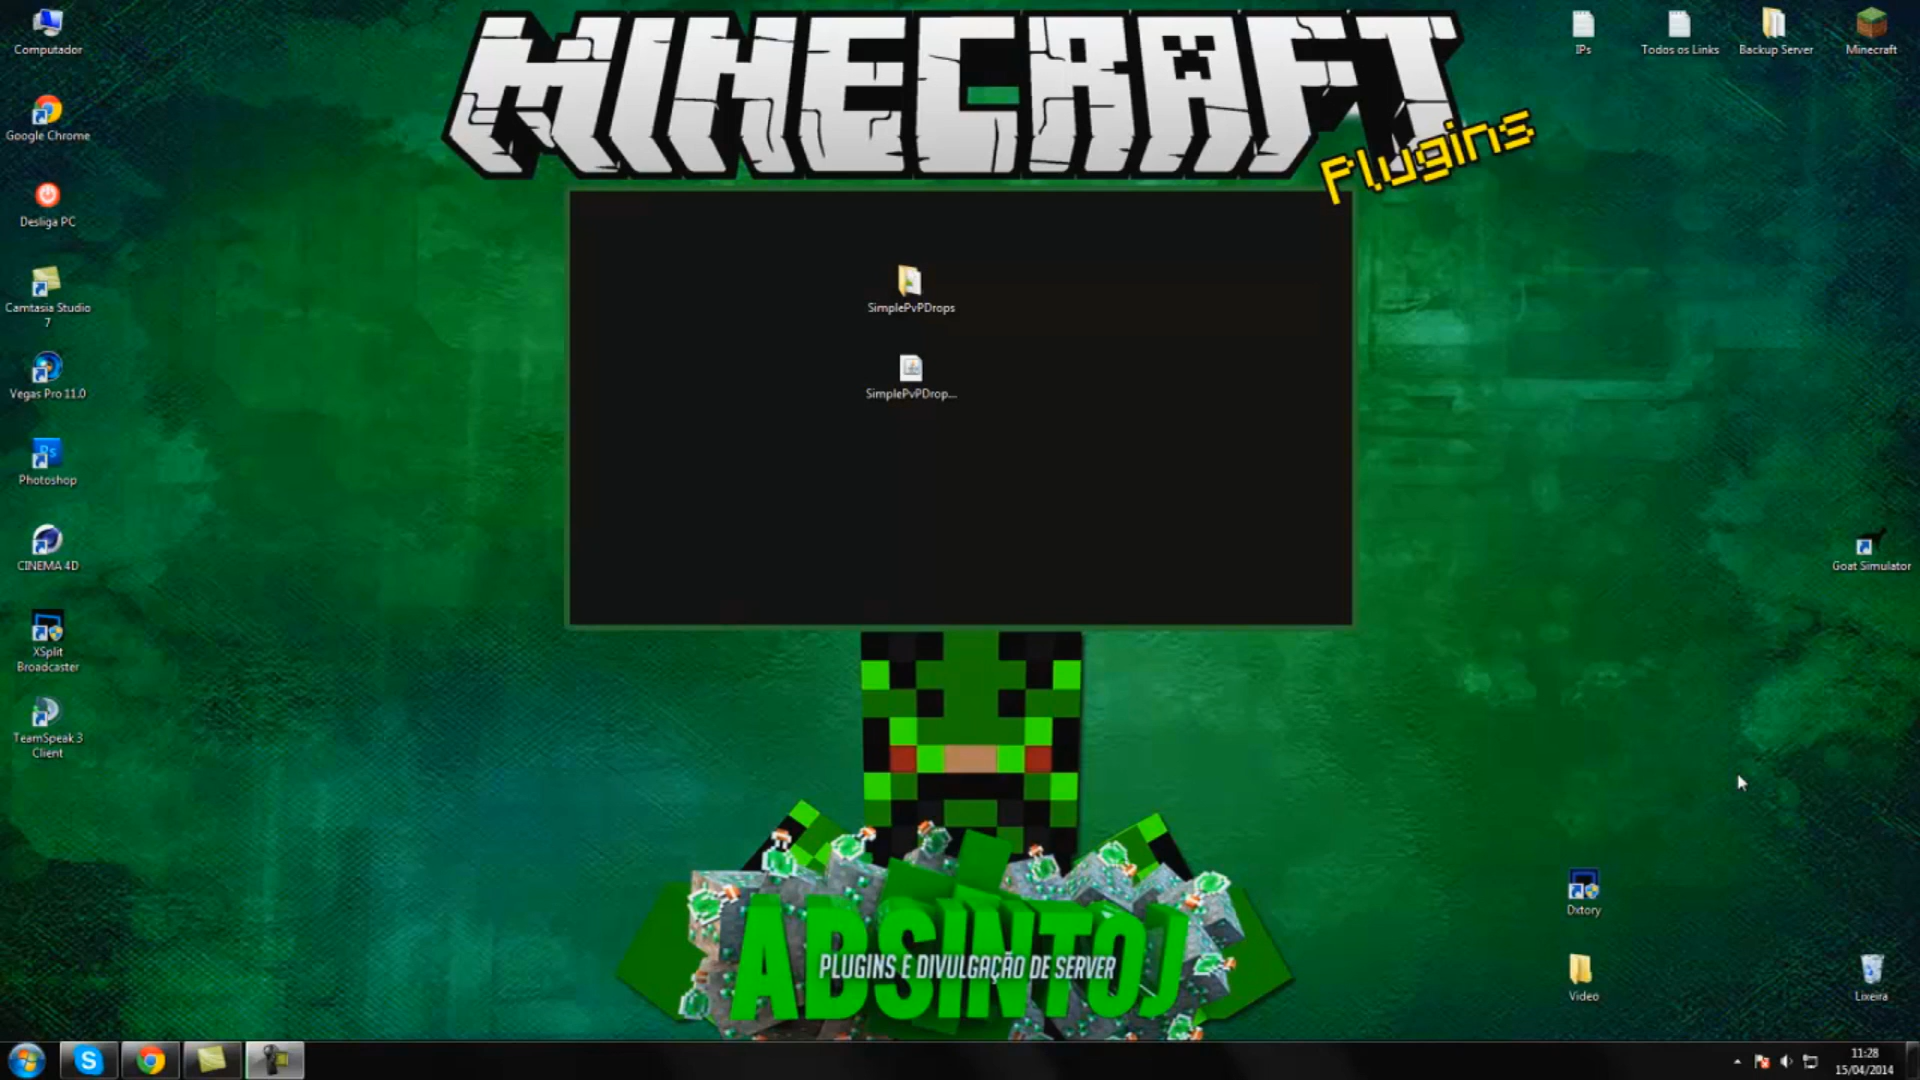 MINECRAFT
Plugins
Computador
Google Chrome
Desliga PC
Camtasia Studio
7
Vegas Pro 11.0
Ps
Photoshop
CINEMA 4D
XSplit
Broadcaster
TeamSpeak 3
Client
SimplePvPDrops
SimplePvPDrop...
IPs
Todos os Links
Backup Server
Minecraft
Goat Simulator
Dxtory
Video
Lixeira
ABSINTOJ
PLUGINS E DIVULGAÇÃO DE SERVER
S
11:28
15/04/2014